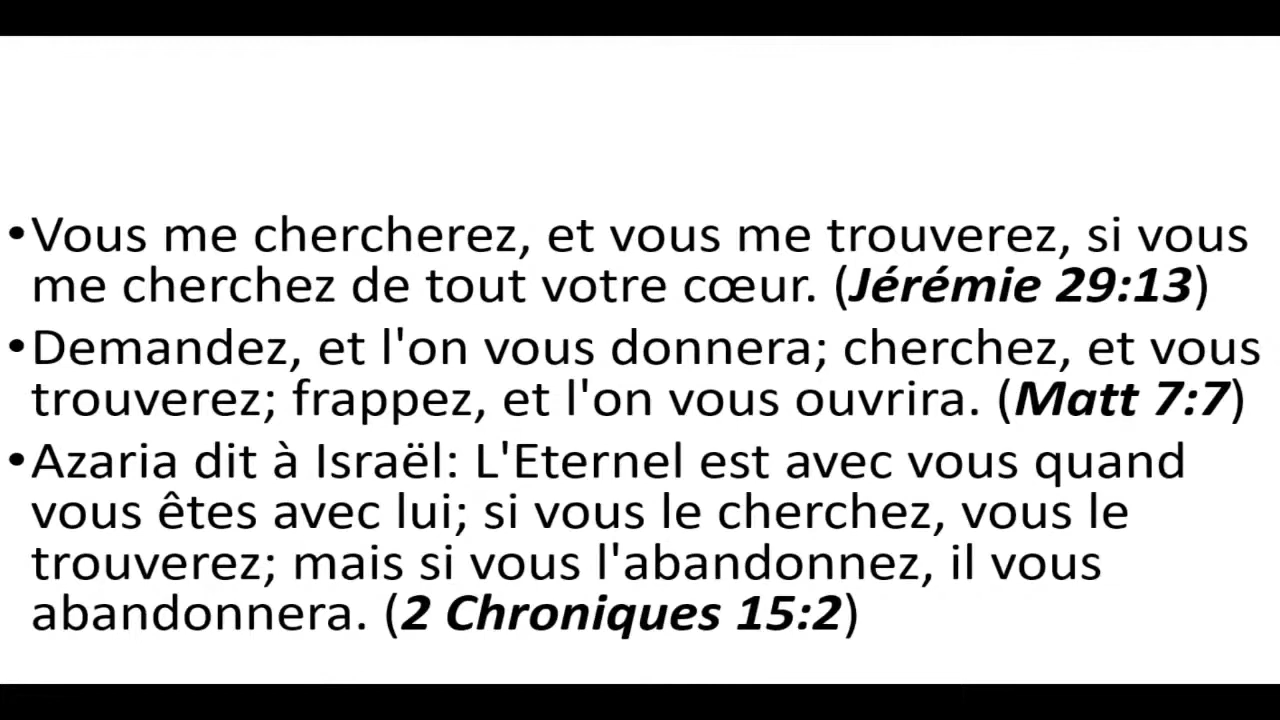 •Vous me chercherez, et vous me trouverez, si vous
me cherchez de tout votre cœur. (Jérémie 29:13)
•Demandez, et l'on vous donnera; cherchez, et vous
trouverez; frappez, et l'on vous ouvrira. (Matt 7:7)
•Azaria dit à Israël: L'Eternel est avec vous quand
vous êtes avec lui; si vous le cherchez, vous le
trouverez; mais si vous l'abandonnez, il vous
abandonnera. (2 Chroniques 15:2)